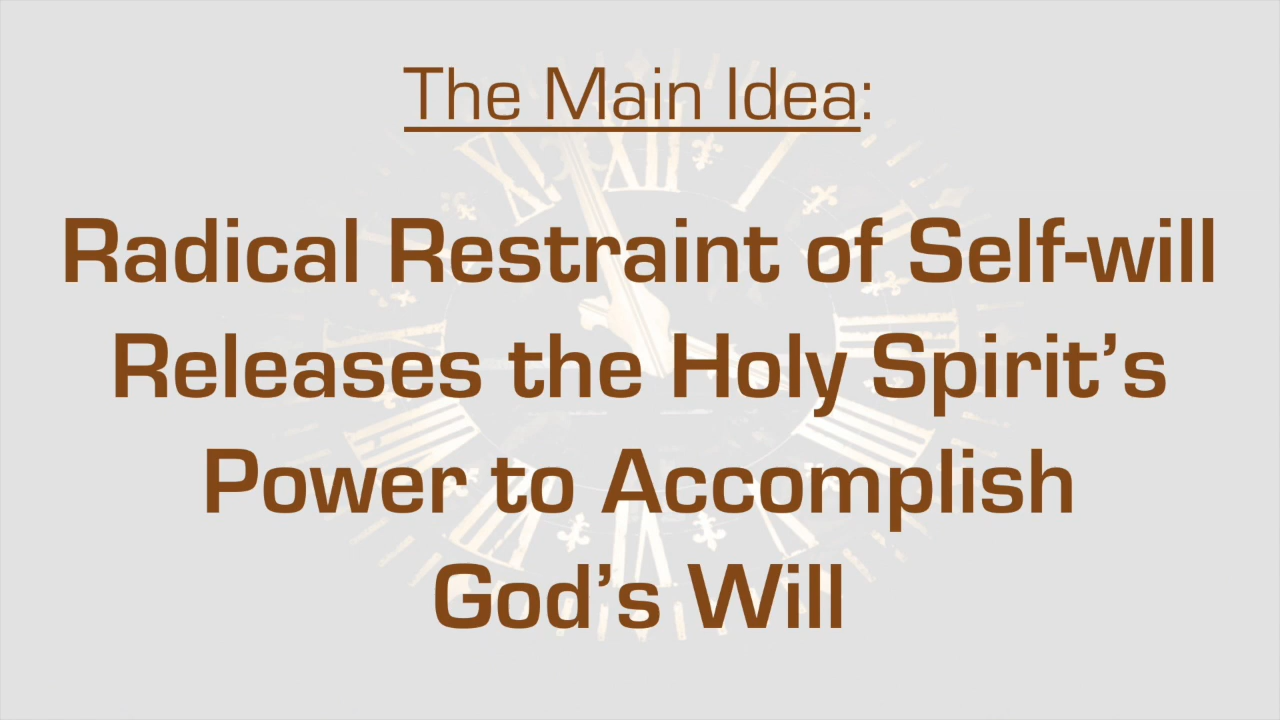 The Main Idea:
Radical Restraint of Self-will
Releases the Holy Spirit’s
Power to Accomplish
God’s Will